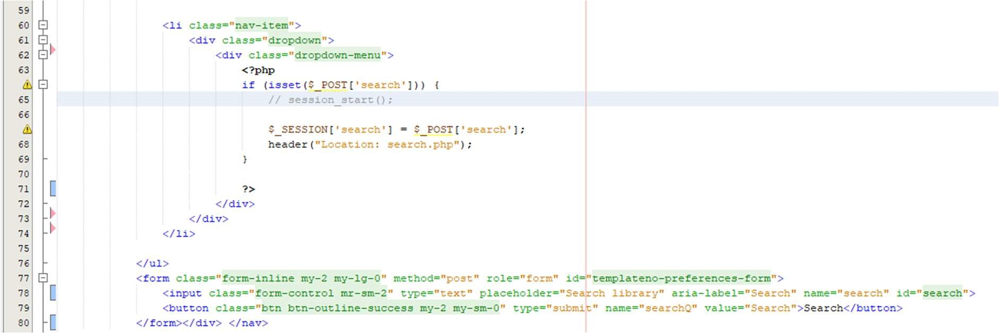 59
60 <li class="nav-item">
61 <div class="dropdown">
62 <div class="dropdown-menu">
63 <?php
if (isset($_POST['search'])) {
65 // session_start();
66
$_SESSION['search'] = $_POST['search'];
68 header("Location: search.php");
69 }
70
71 ?>
72 </div>
73 </div>
74 </li>
75
76 </ul>
77 <form class="form-inline my-2 my-lg-0" method="post" role="form" id="templateno-preferences-form">
78 <input class="form-control mr-sm-2" type="text" placeholder="Search library" aria-label="Search" name="search" id="search">
79 <button class="btn btn-outline-success my-2 my-sm-0" type="submit" name="searchQ" value="Search">Search</button>
80 </form></div> </nav>